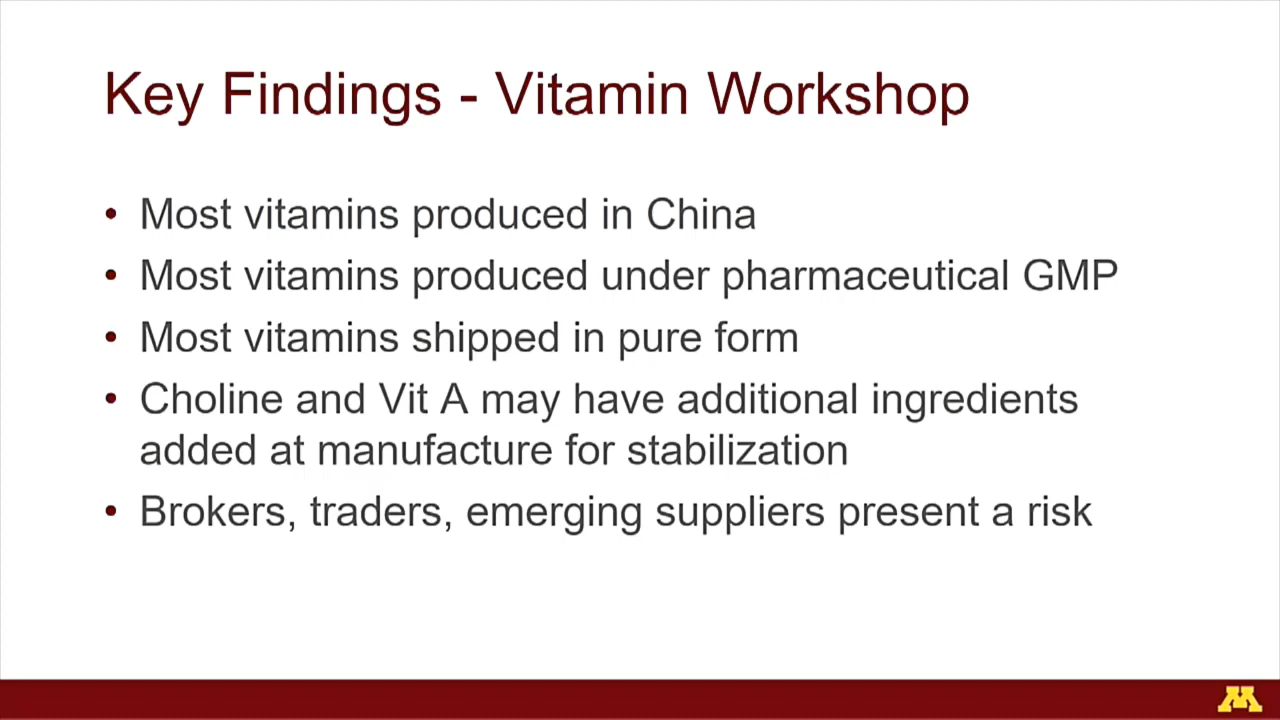 Key Findings - Vitamin Workshop
• Most vitamins produced in China
• Most vitamins produced under pharmaceutical GMP
• Most vitamins shipped in pure form
• Choline and Vit A may have additional ingredients
added at manufacture for stabilization
• Brokers, traders, emerging suppliers present a risk
M